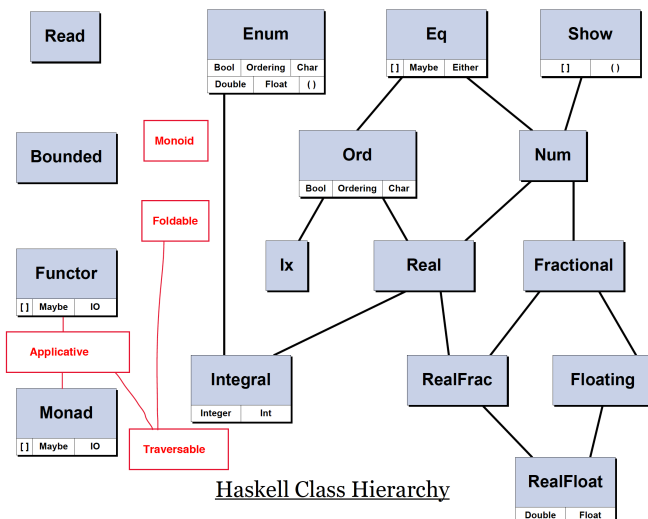 Read
Enum
Bool Ordering Char
Double Float ( )
Eq
[ ] Maybe Either
Show
[ ] ( )
Bounded
Monoid
Ord
Bool Ordering Char
Num
Foldable
Functor
[ ] Maybe IO
Ix
Real
Fractional
Applicative
Integral
Integer Int
RealFrac
Floating
Monad
[ ] Maybe IO
Traversable
RealFloat
Double Float
Haskell Class Hierarchy